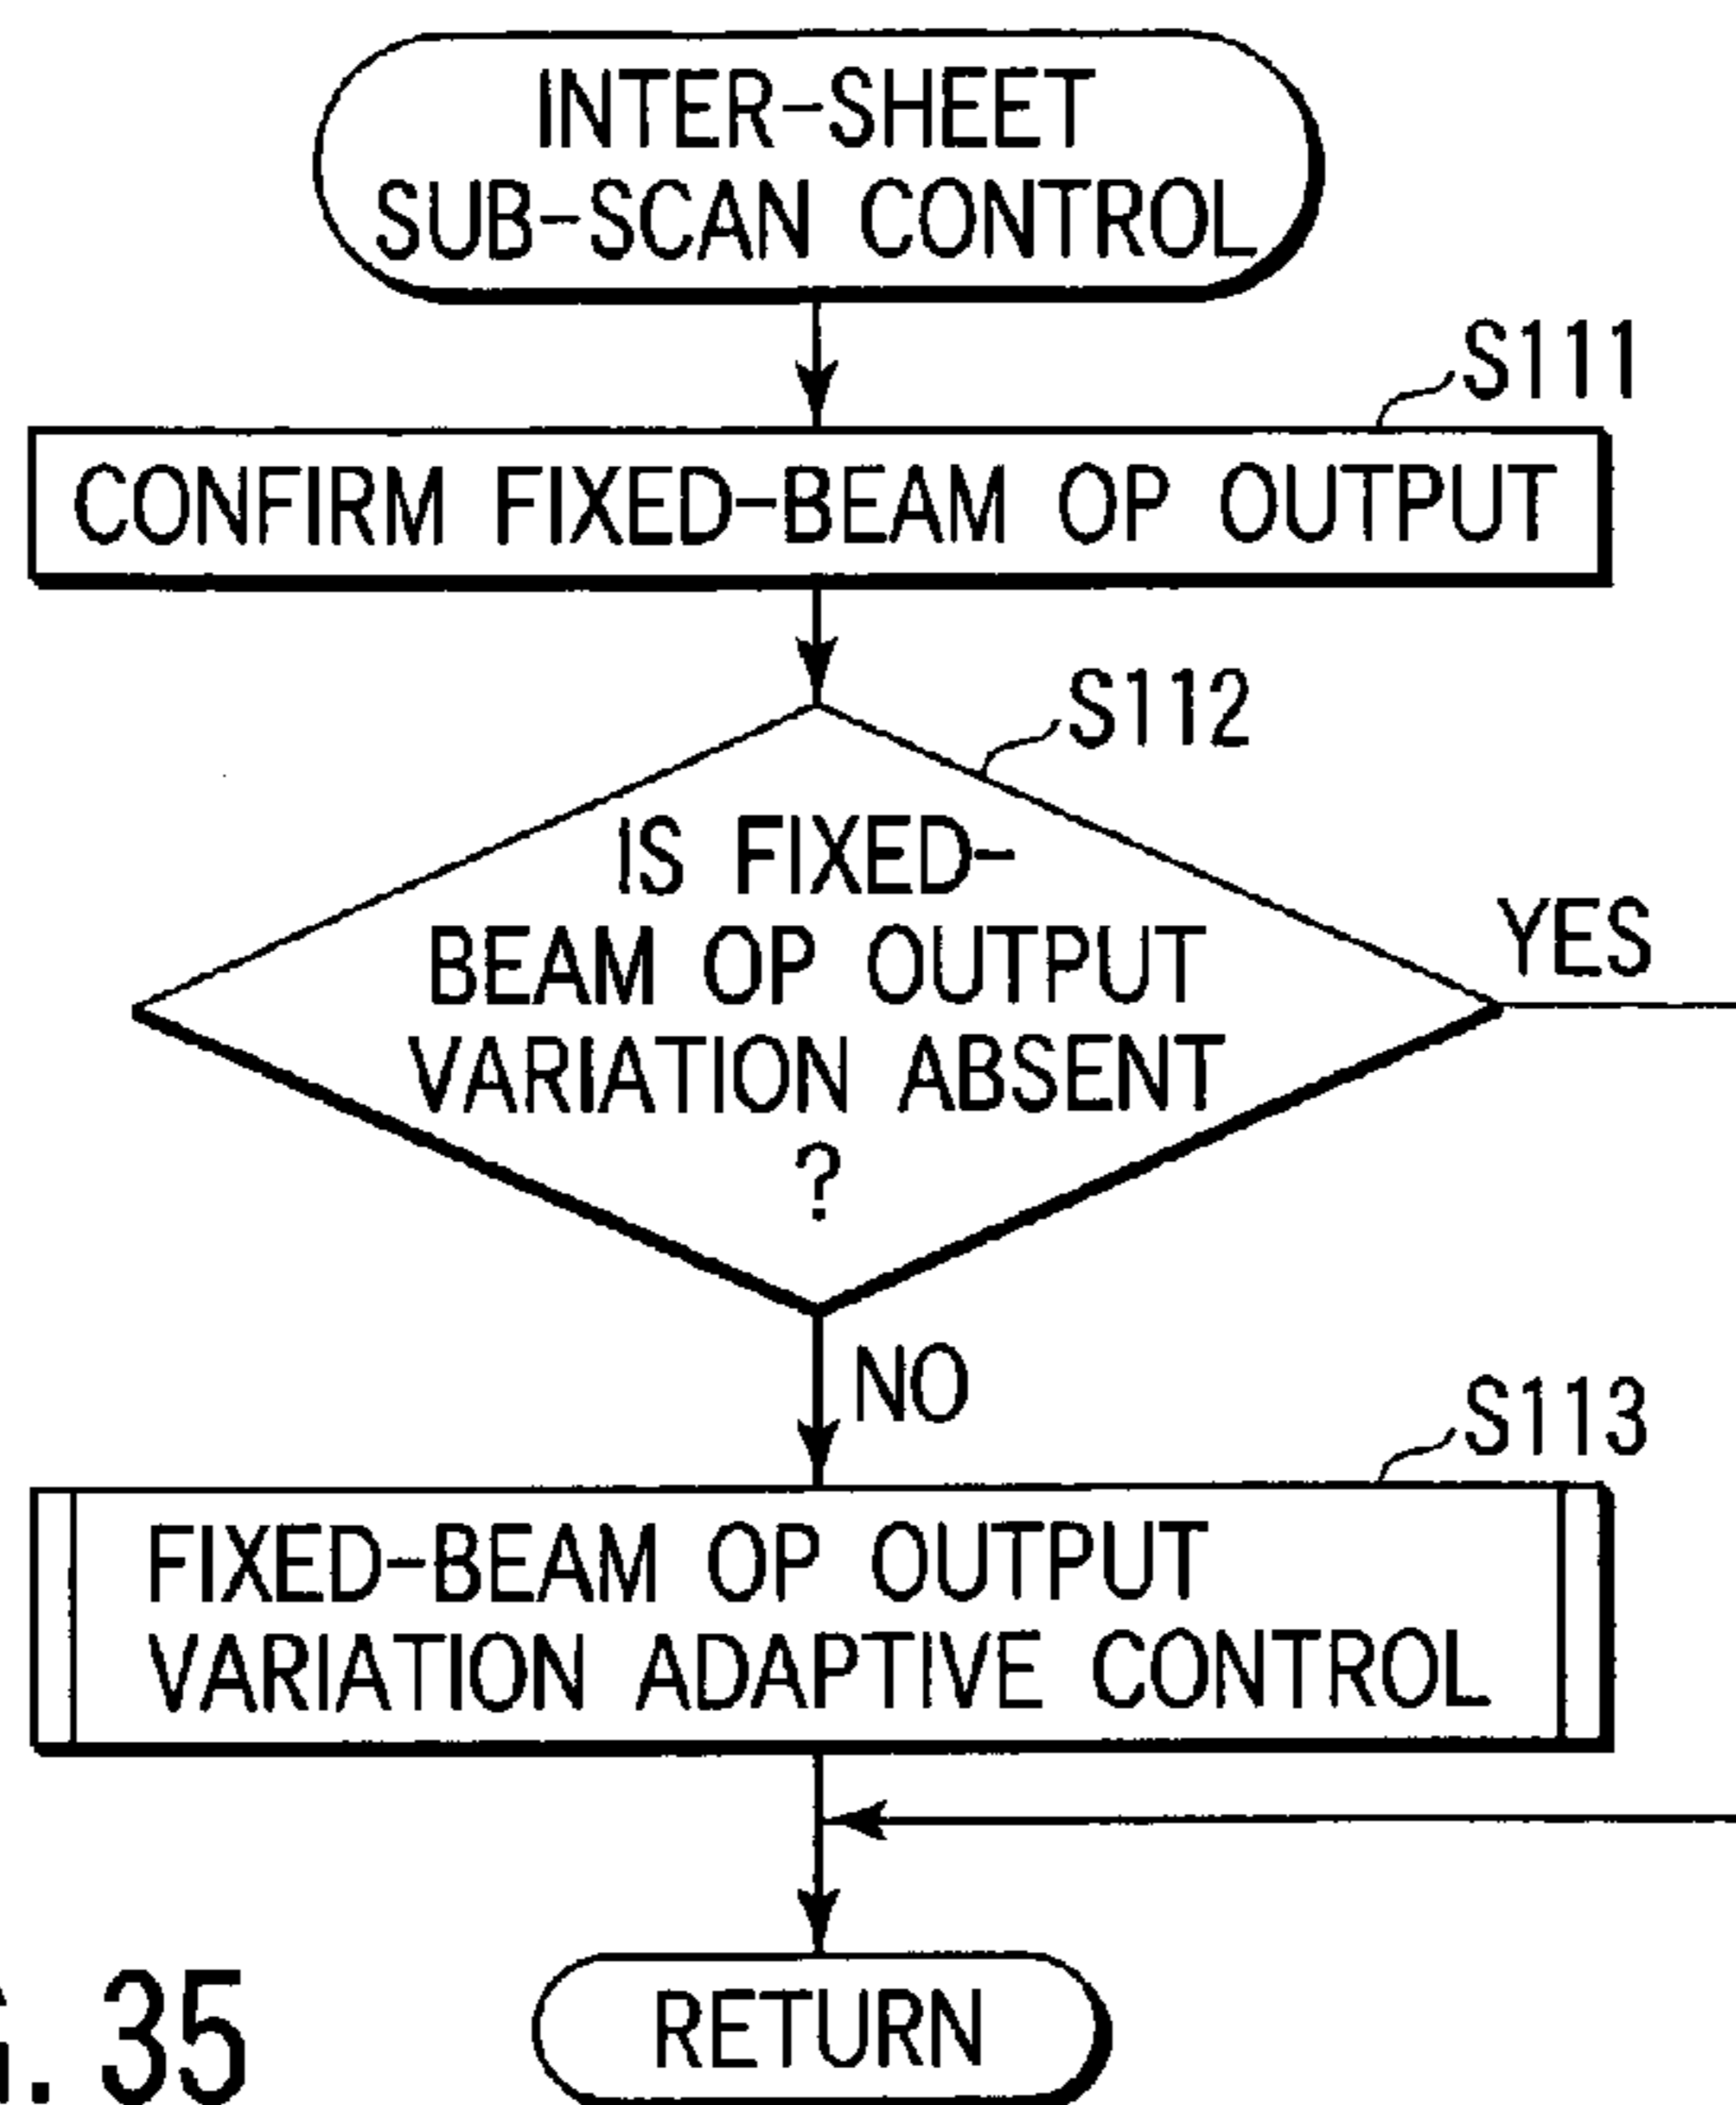 INTER-SHEET
SUB-SCAN CONTROL
S111
CONFIRM FIXED-BEAM OP OUTPUT
S112
IS FIXED-
BEAM OP OUTPUT
VARIATION ABSENT
?
YES
NO
S113
FIXED-BEAM OP OUTPUT
VARIATION ADAPTIVE CONTROL
RETURN
. 35